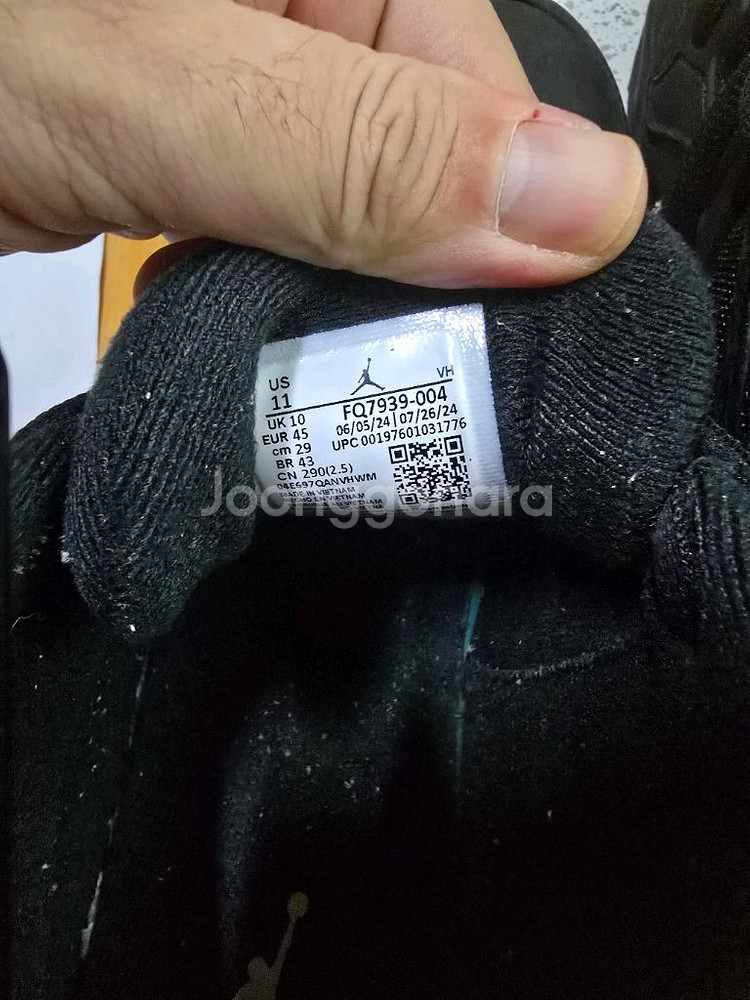 US
11
VH
UK 10
FQ7939-004
EUR 45
06/05/24 | 07/26/24
cm 29
UPC 00197601031776
BR 43
CN 290(2.5)
04E697QANVHWM
MADE IN VIETNAM
Joonggonara